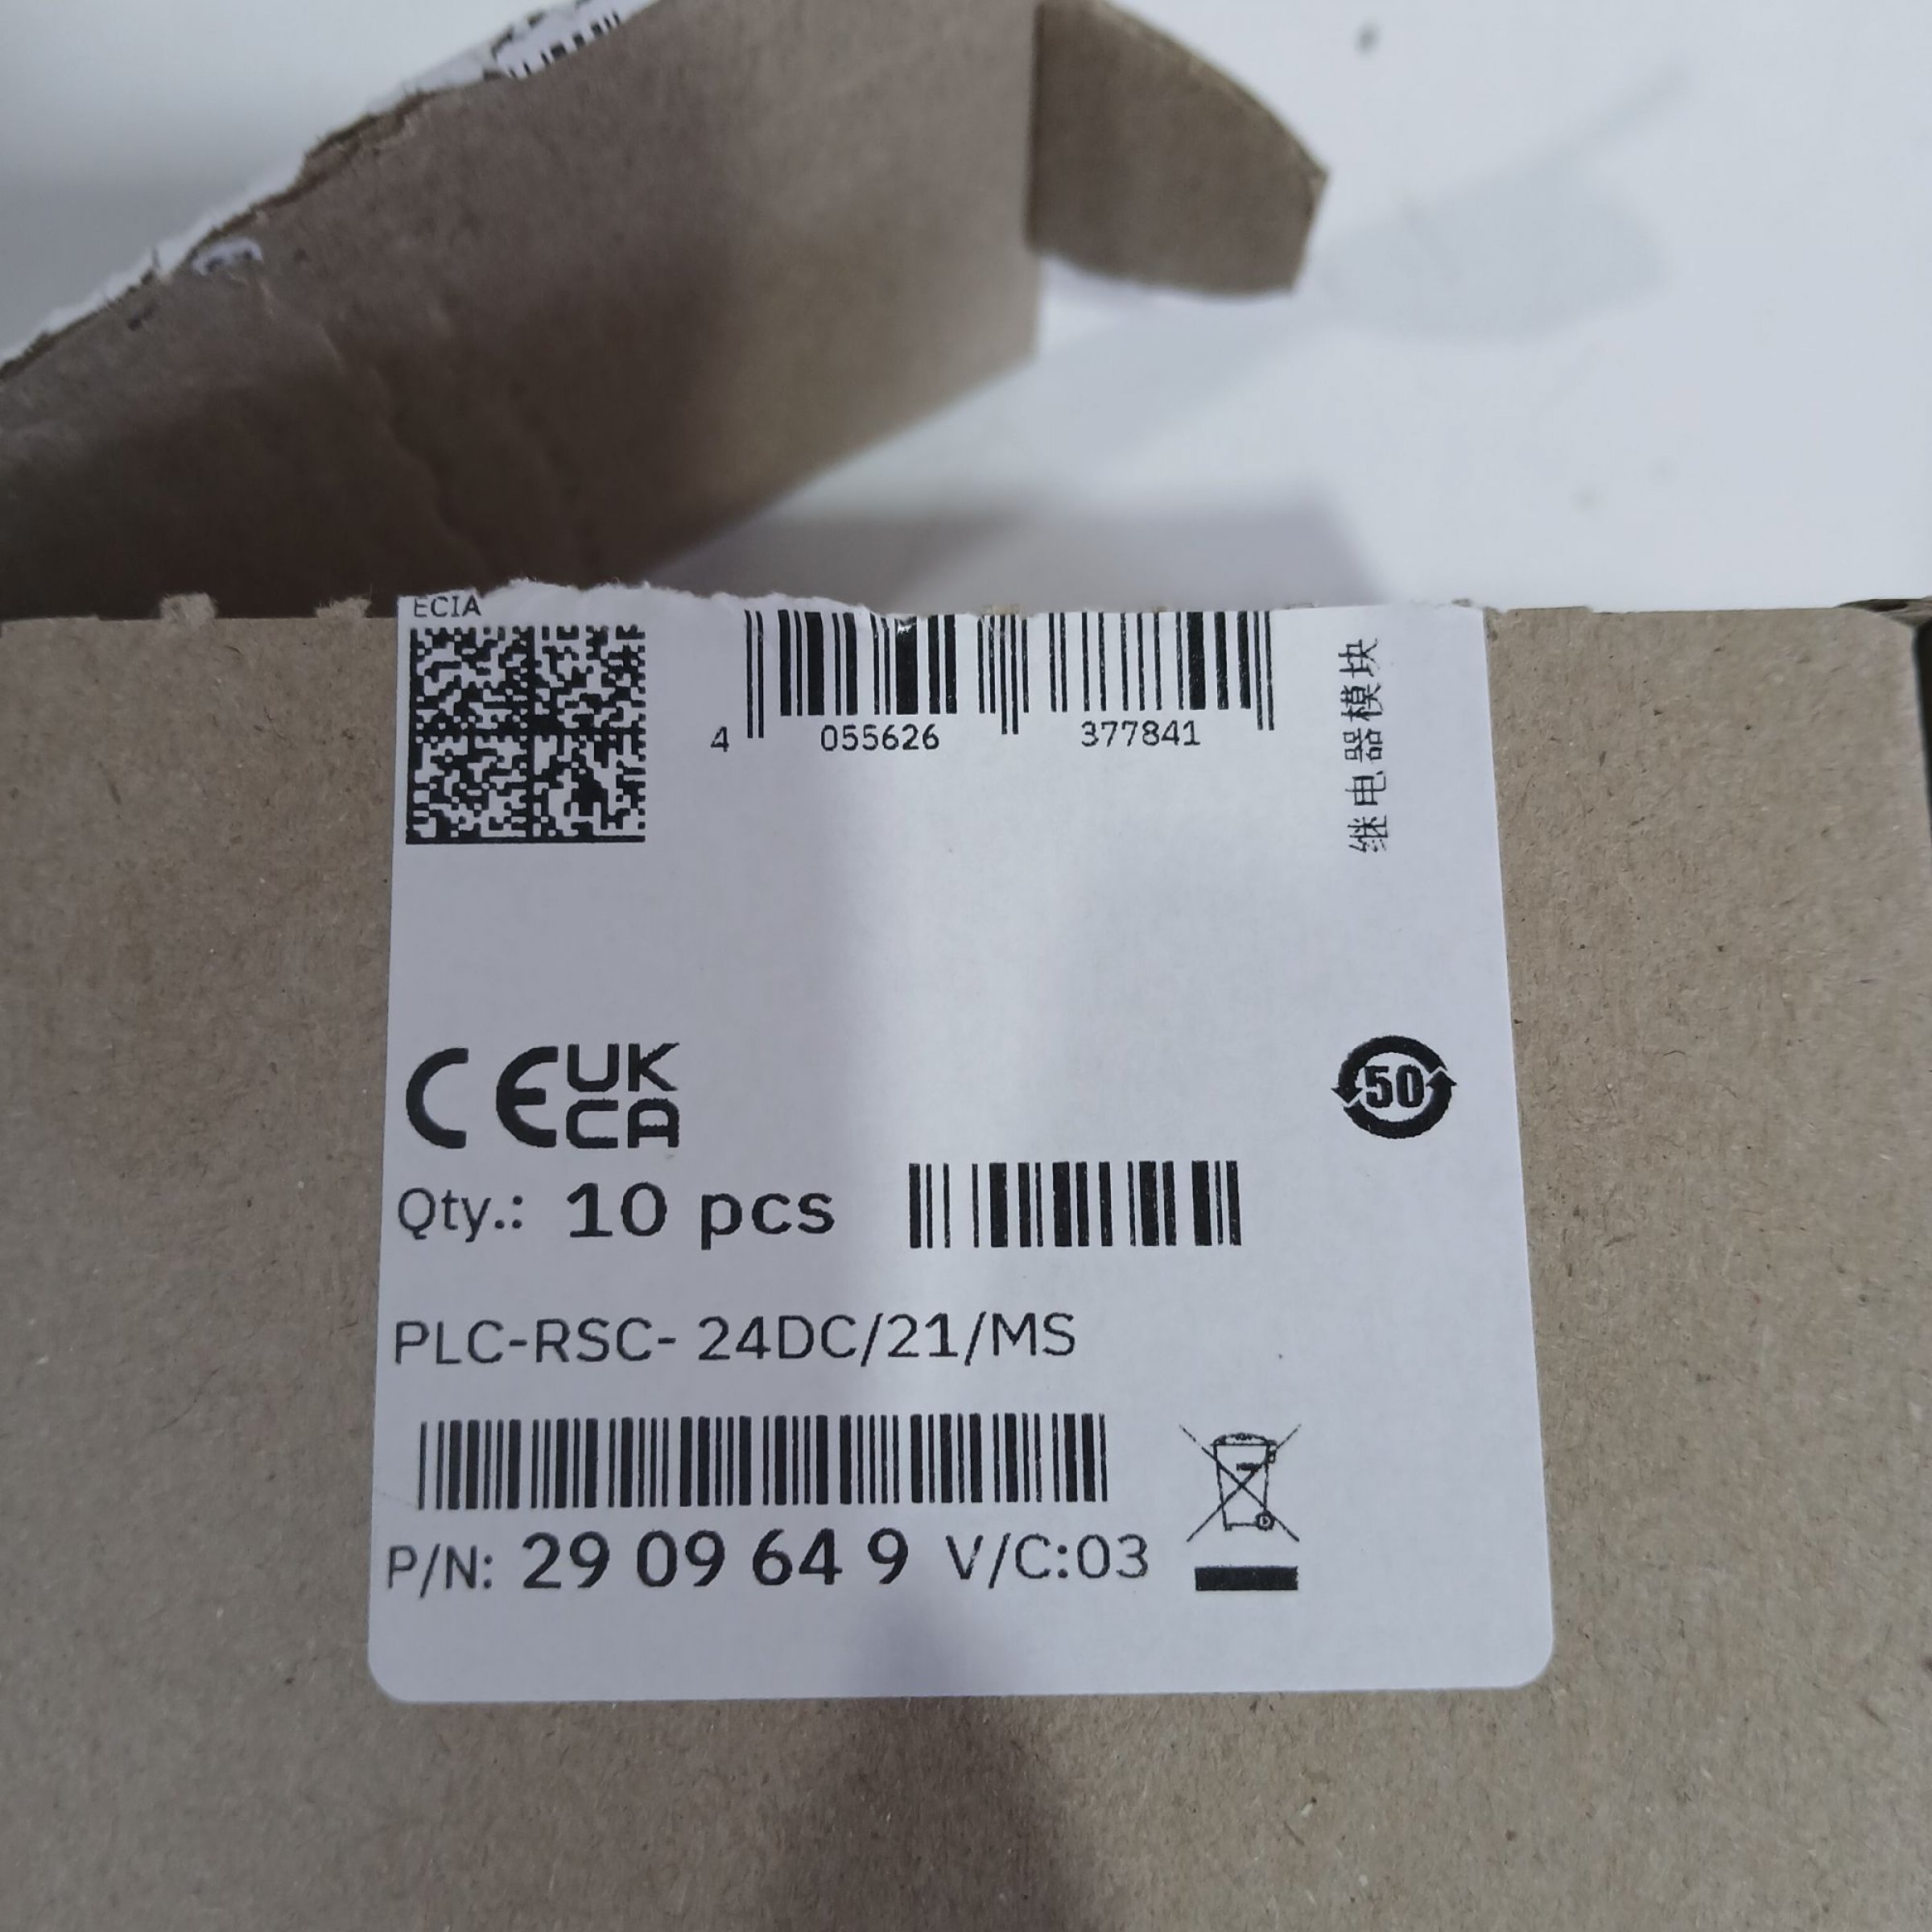 ECIA
4 055626 377841
继电器模块
CE UK
CA
50
Qty.: 10 pcs
PLC-RSC- 24DC/21/MS
P/N: 29 09 64 9 V/C:03